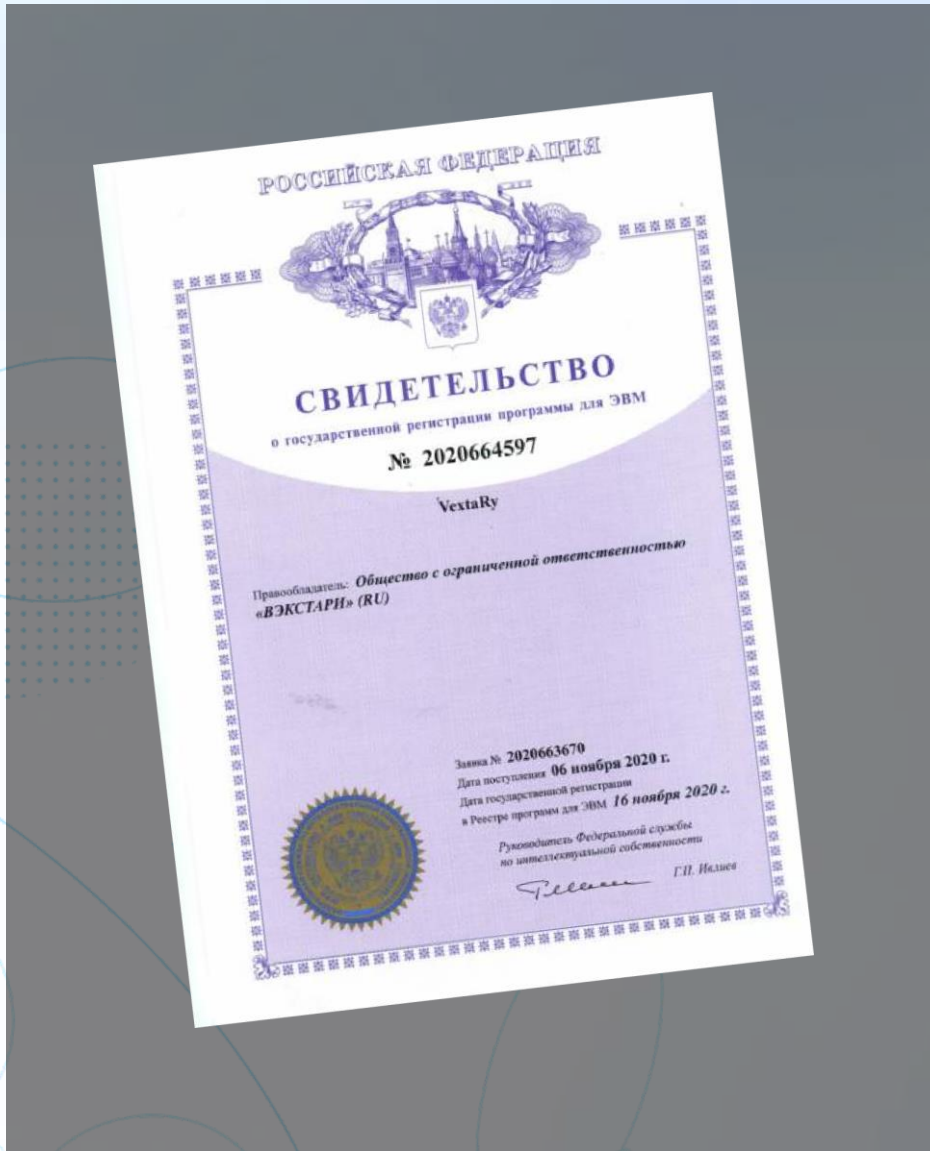 РОССИЙСКАЯ ФЕДЕРАЦИЯ
СВИДЕТЕЛЬСТВО
о государственной регистрации программы для ЭВМ
№ 2020664597
VextaRy
Правообладатель: Общество с ограниченной ответственностью
«ВЭКСТАРИ» (RU)
Заявка № 2020663670
Дата поступления 06 ноября 2020 г.
Дата государственной регистрации
в Реестре программ для ЭВМ 16 ноября 2020 г.
Руководитель Федеральной службы
по интеллектуальной собственности
Г.П. Ивлиев